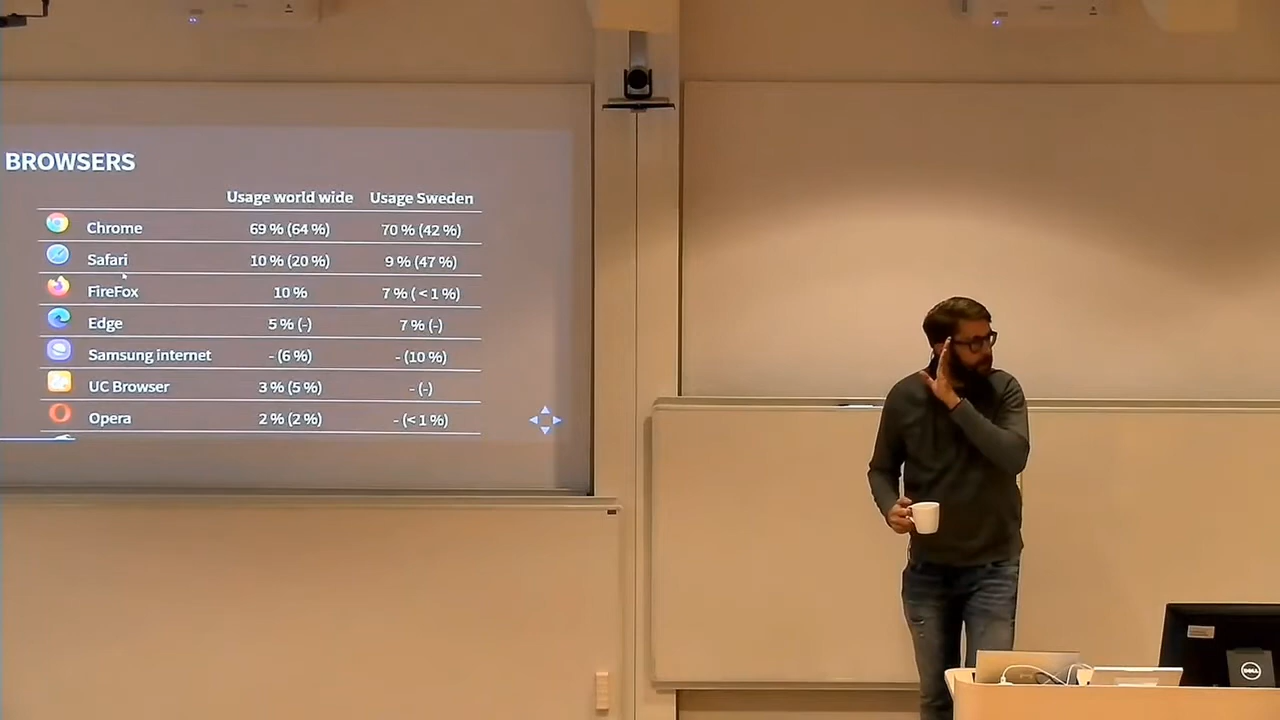 BROWSERS
Usage world wide Usage Sweden
Chrome 69 % (64 %) 70 % (42 %)
Safari 10 % (20 %) 9 % (47 %)
FireFox 10 % 7 % ( < 1 %)
Edge 5 % (-) 7 % (-)
Samsung internet - (6 %) - (10 %)
UC Browser 3 % (5 %) - (-)
Opera 2 % (2 %) - (< 1 %)
DELL